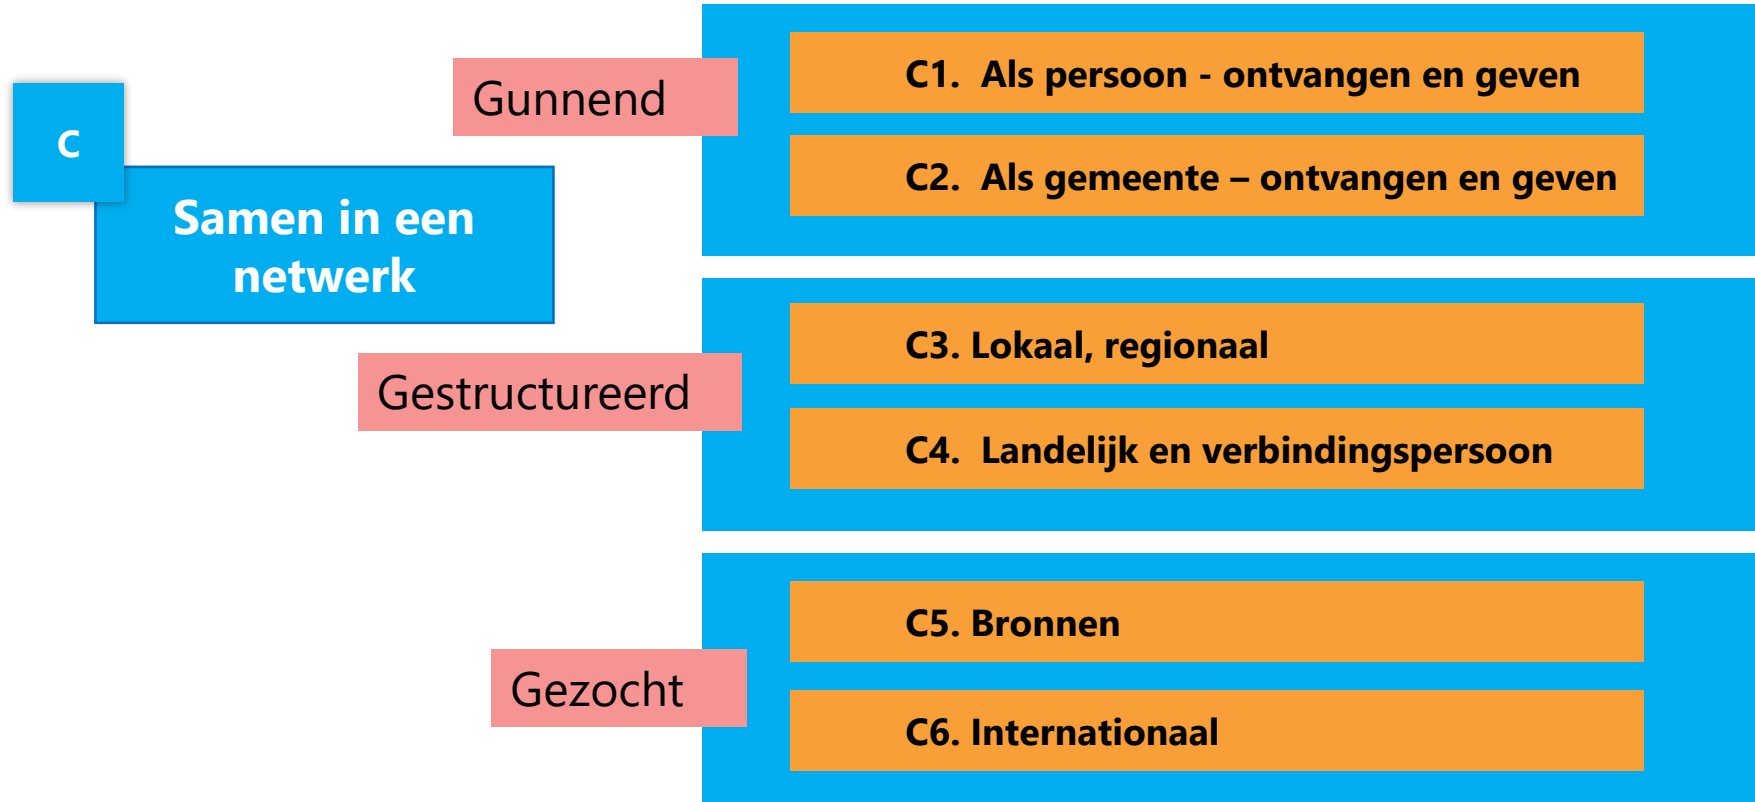 C
Samen in een
netwerk
Gunnend
C1. Als persoon - ontvangen en geven
C2. Als gemeente – ontvangen en geven
Gestructureerd
C3. Lokaal, regionaal
C4. Landelijk en verbindingspersoon
Gezocht
C5. Bronnen
C6. Internationaal